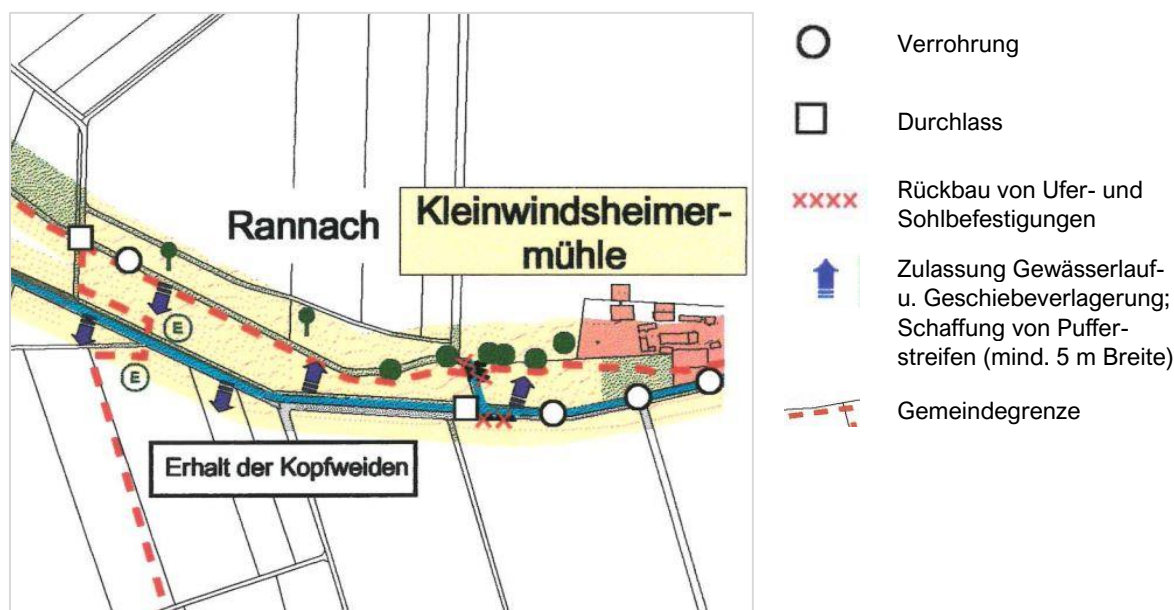 Rannach
Kleinwindsheimer-
mühle
E
E
Erhalt der Kopfweiden
Verrohrung
Durchlass
Rückbau von Ufer- und
Sohlbefestigungen
Zulassung Gewässerlauf-
u. Geschiebeverlagerung;
Schaffung von Puffer-
streifen (mind. 5 m Breite)
Gemeindegrenze